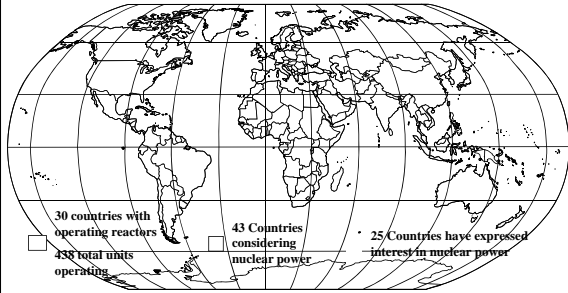 30 countries with
operating reactors
438 total units
operating
43 Countries
considering
nuclear power
25 Countries have expressed
interest in nuclear power